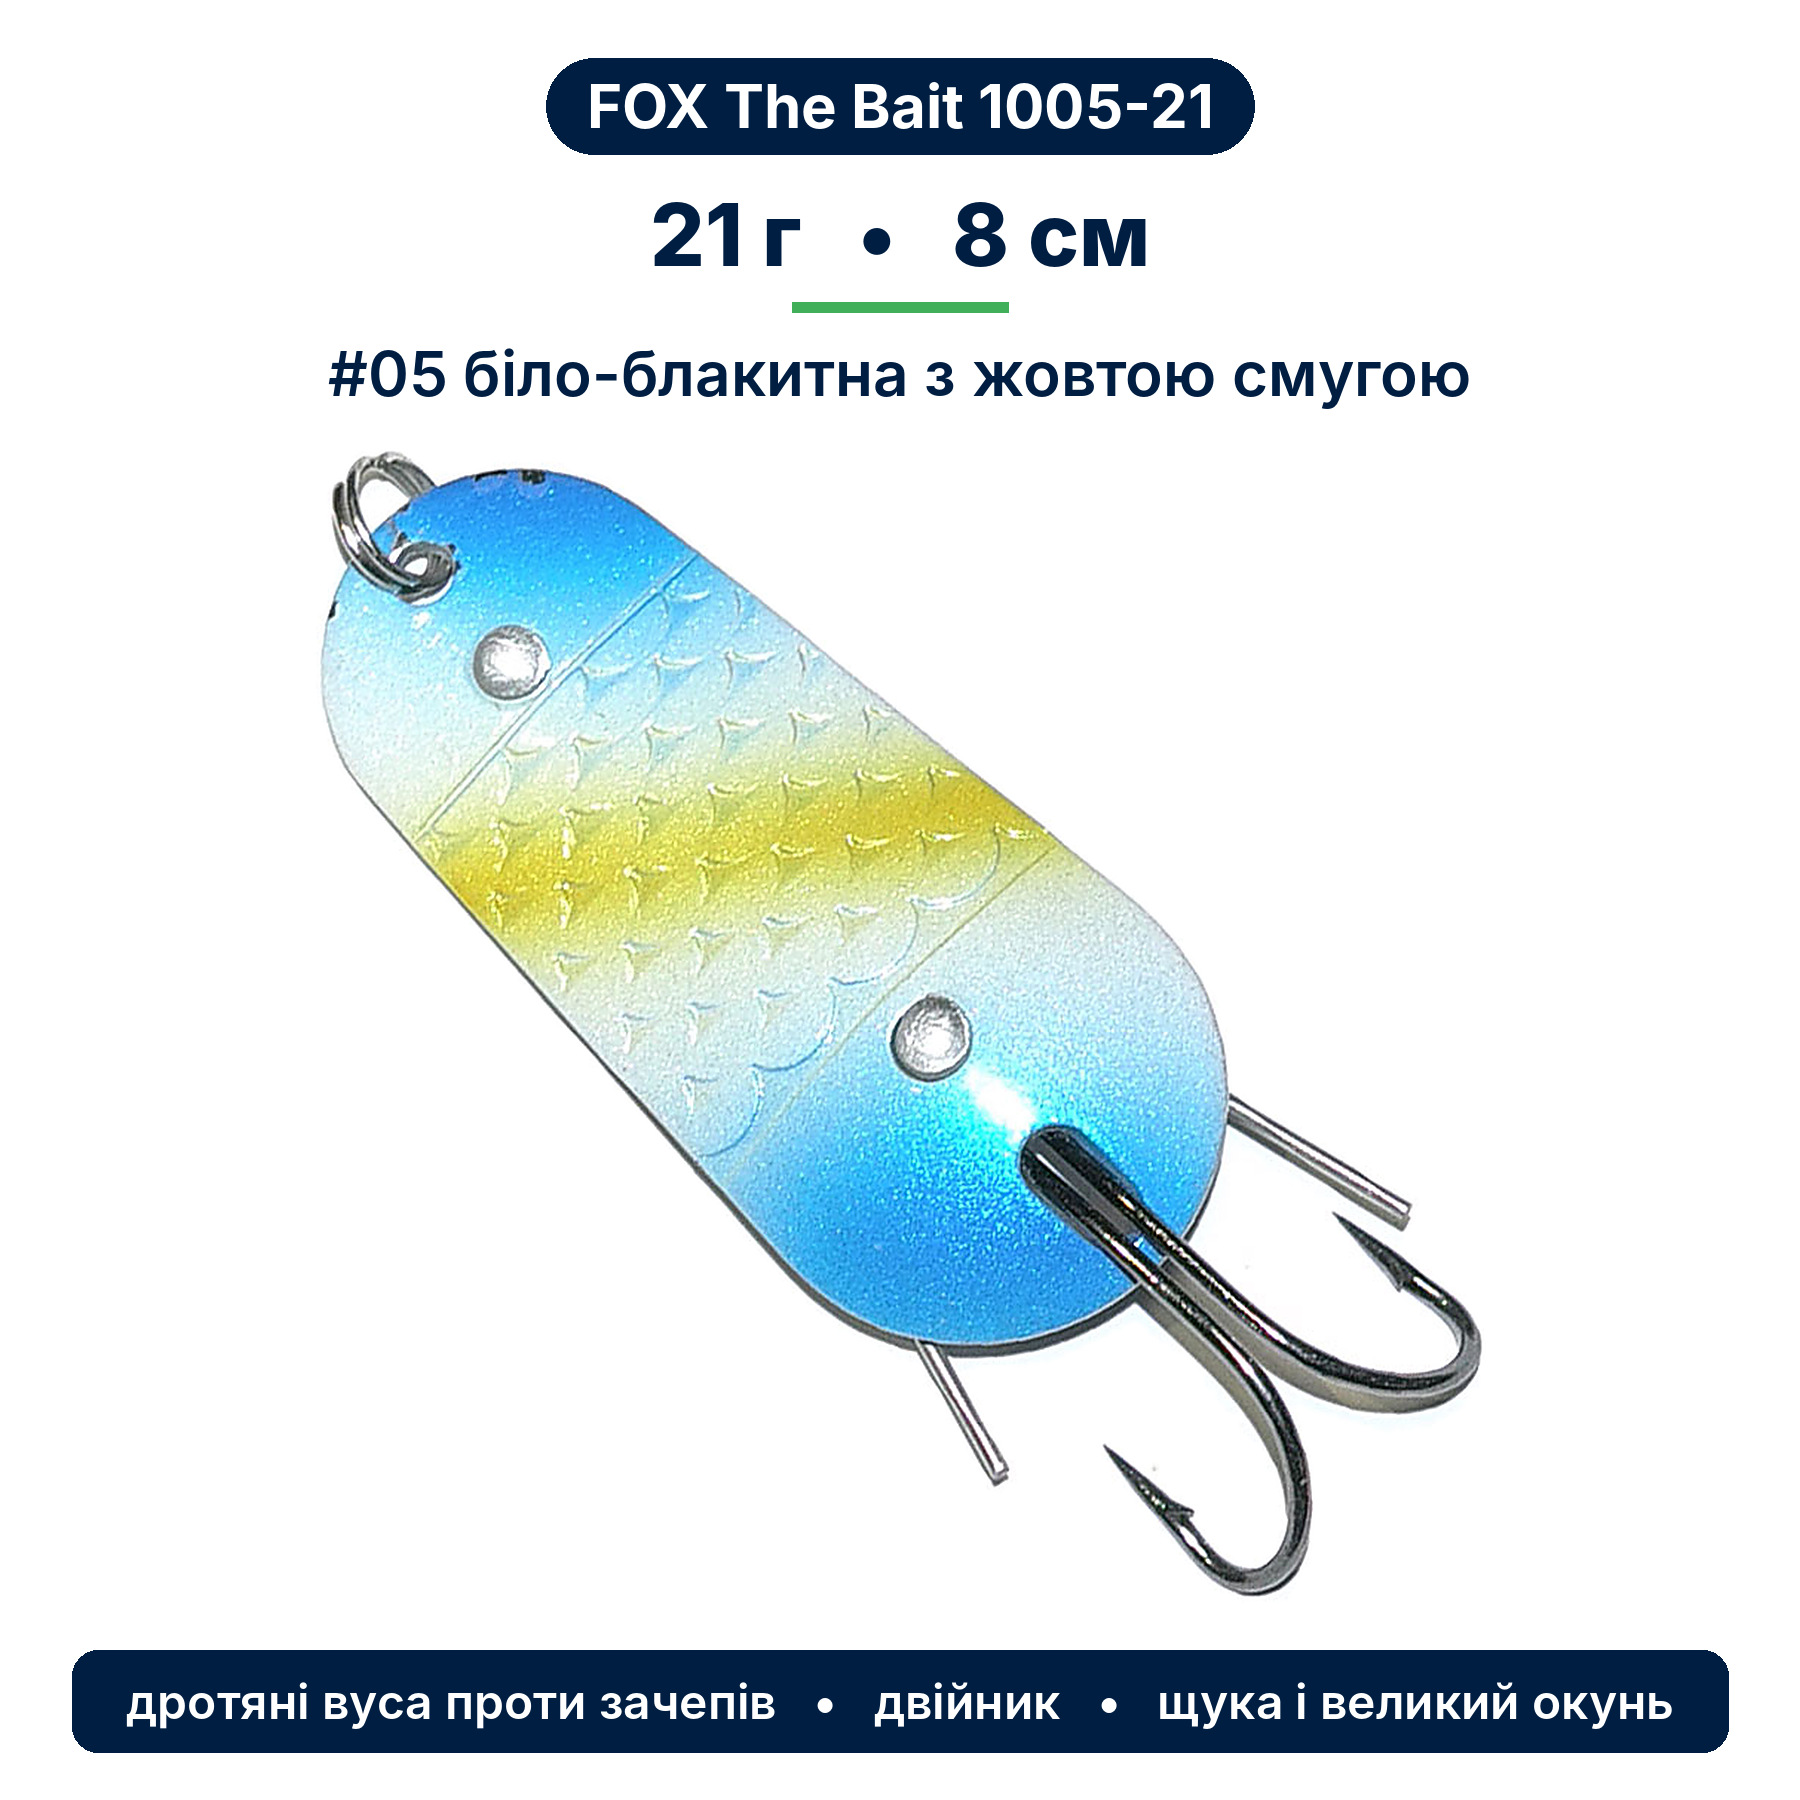 FOX The Bait 1005-21
21 г • 8 см
#05 біло-блакитна з жовтою смугою
дротяні вуса проти зачепів • двійник • щука і великий окунь